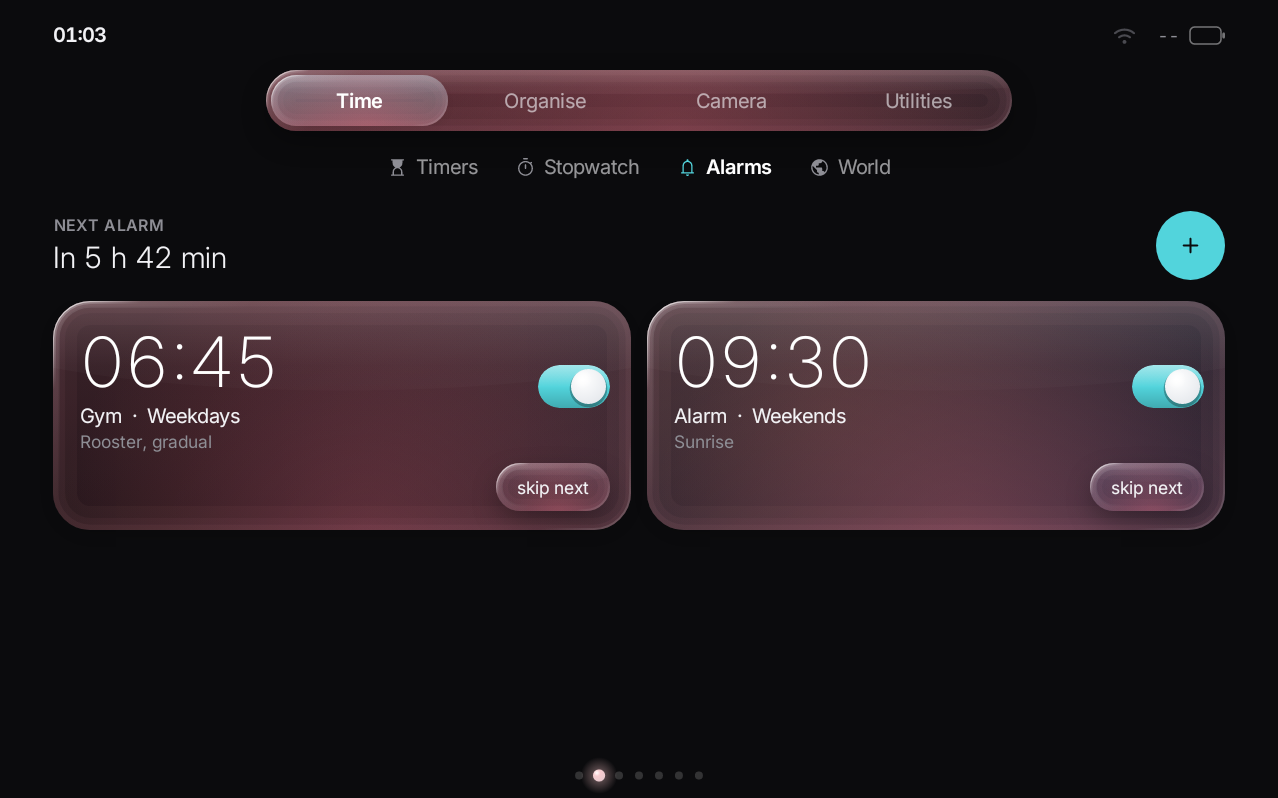 01:03
--
Time Organise Camera Utilities
Timers Stopwatch Alarms World
NEXT ALARM
In 5 h 42 min
+
06:45
Gym · Weekdays
Rooster, gradual
skip next
09:30
Alarm · Weekends
Sunrise
skip next